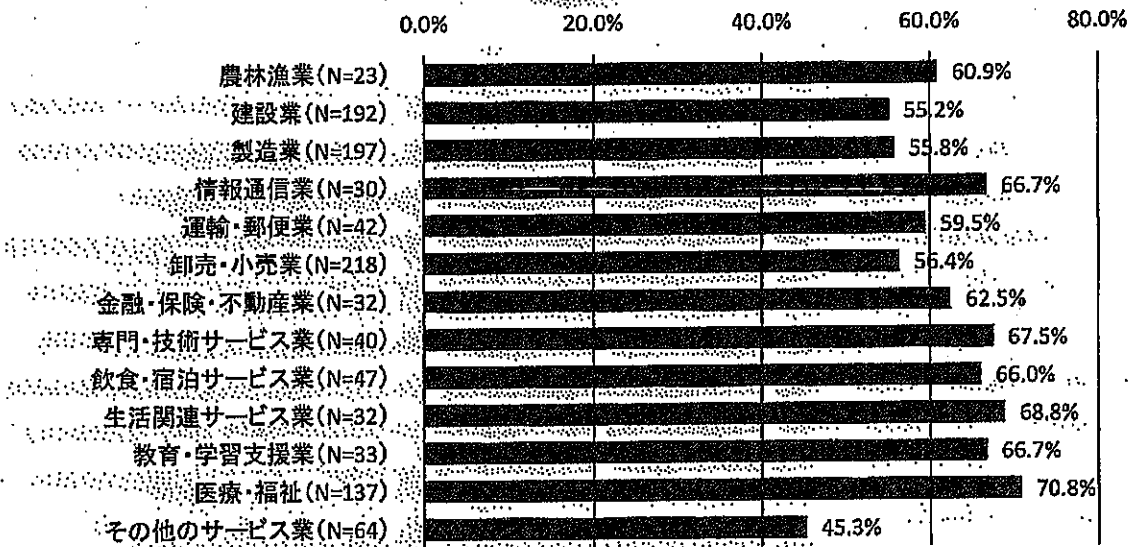 0.0% 20.0% 40.0% 60.0% 80.0%
農林漁業(N=23) 60.9%
建設業(N=192) 55.2%
製造業(N=197) 55.8%
情報通信業(N=30) 66.7%
運輸・郵便業(N=42) 59.5%
卸売・小売業(N=218) 56.4%
金融・保険・不動産業(N=32) 62.5%
専門・技術サービス業(N=40) 67.5%
飲食・宿泊サービス業(N=47) 66.0%
生活関連サービス業(N=32) 68.8%
教育・学習支援業(N=33) 66.7%
医療・福祉(N=137) 70.8%
その他のサービス業(N=64) 45.3%